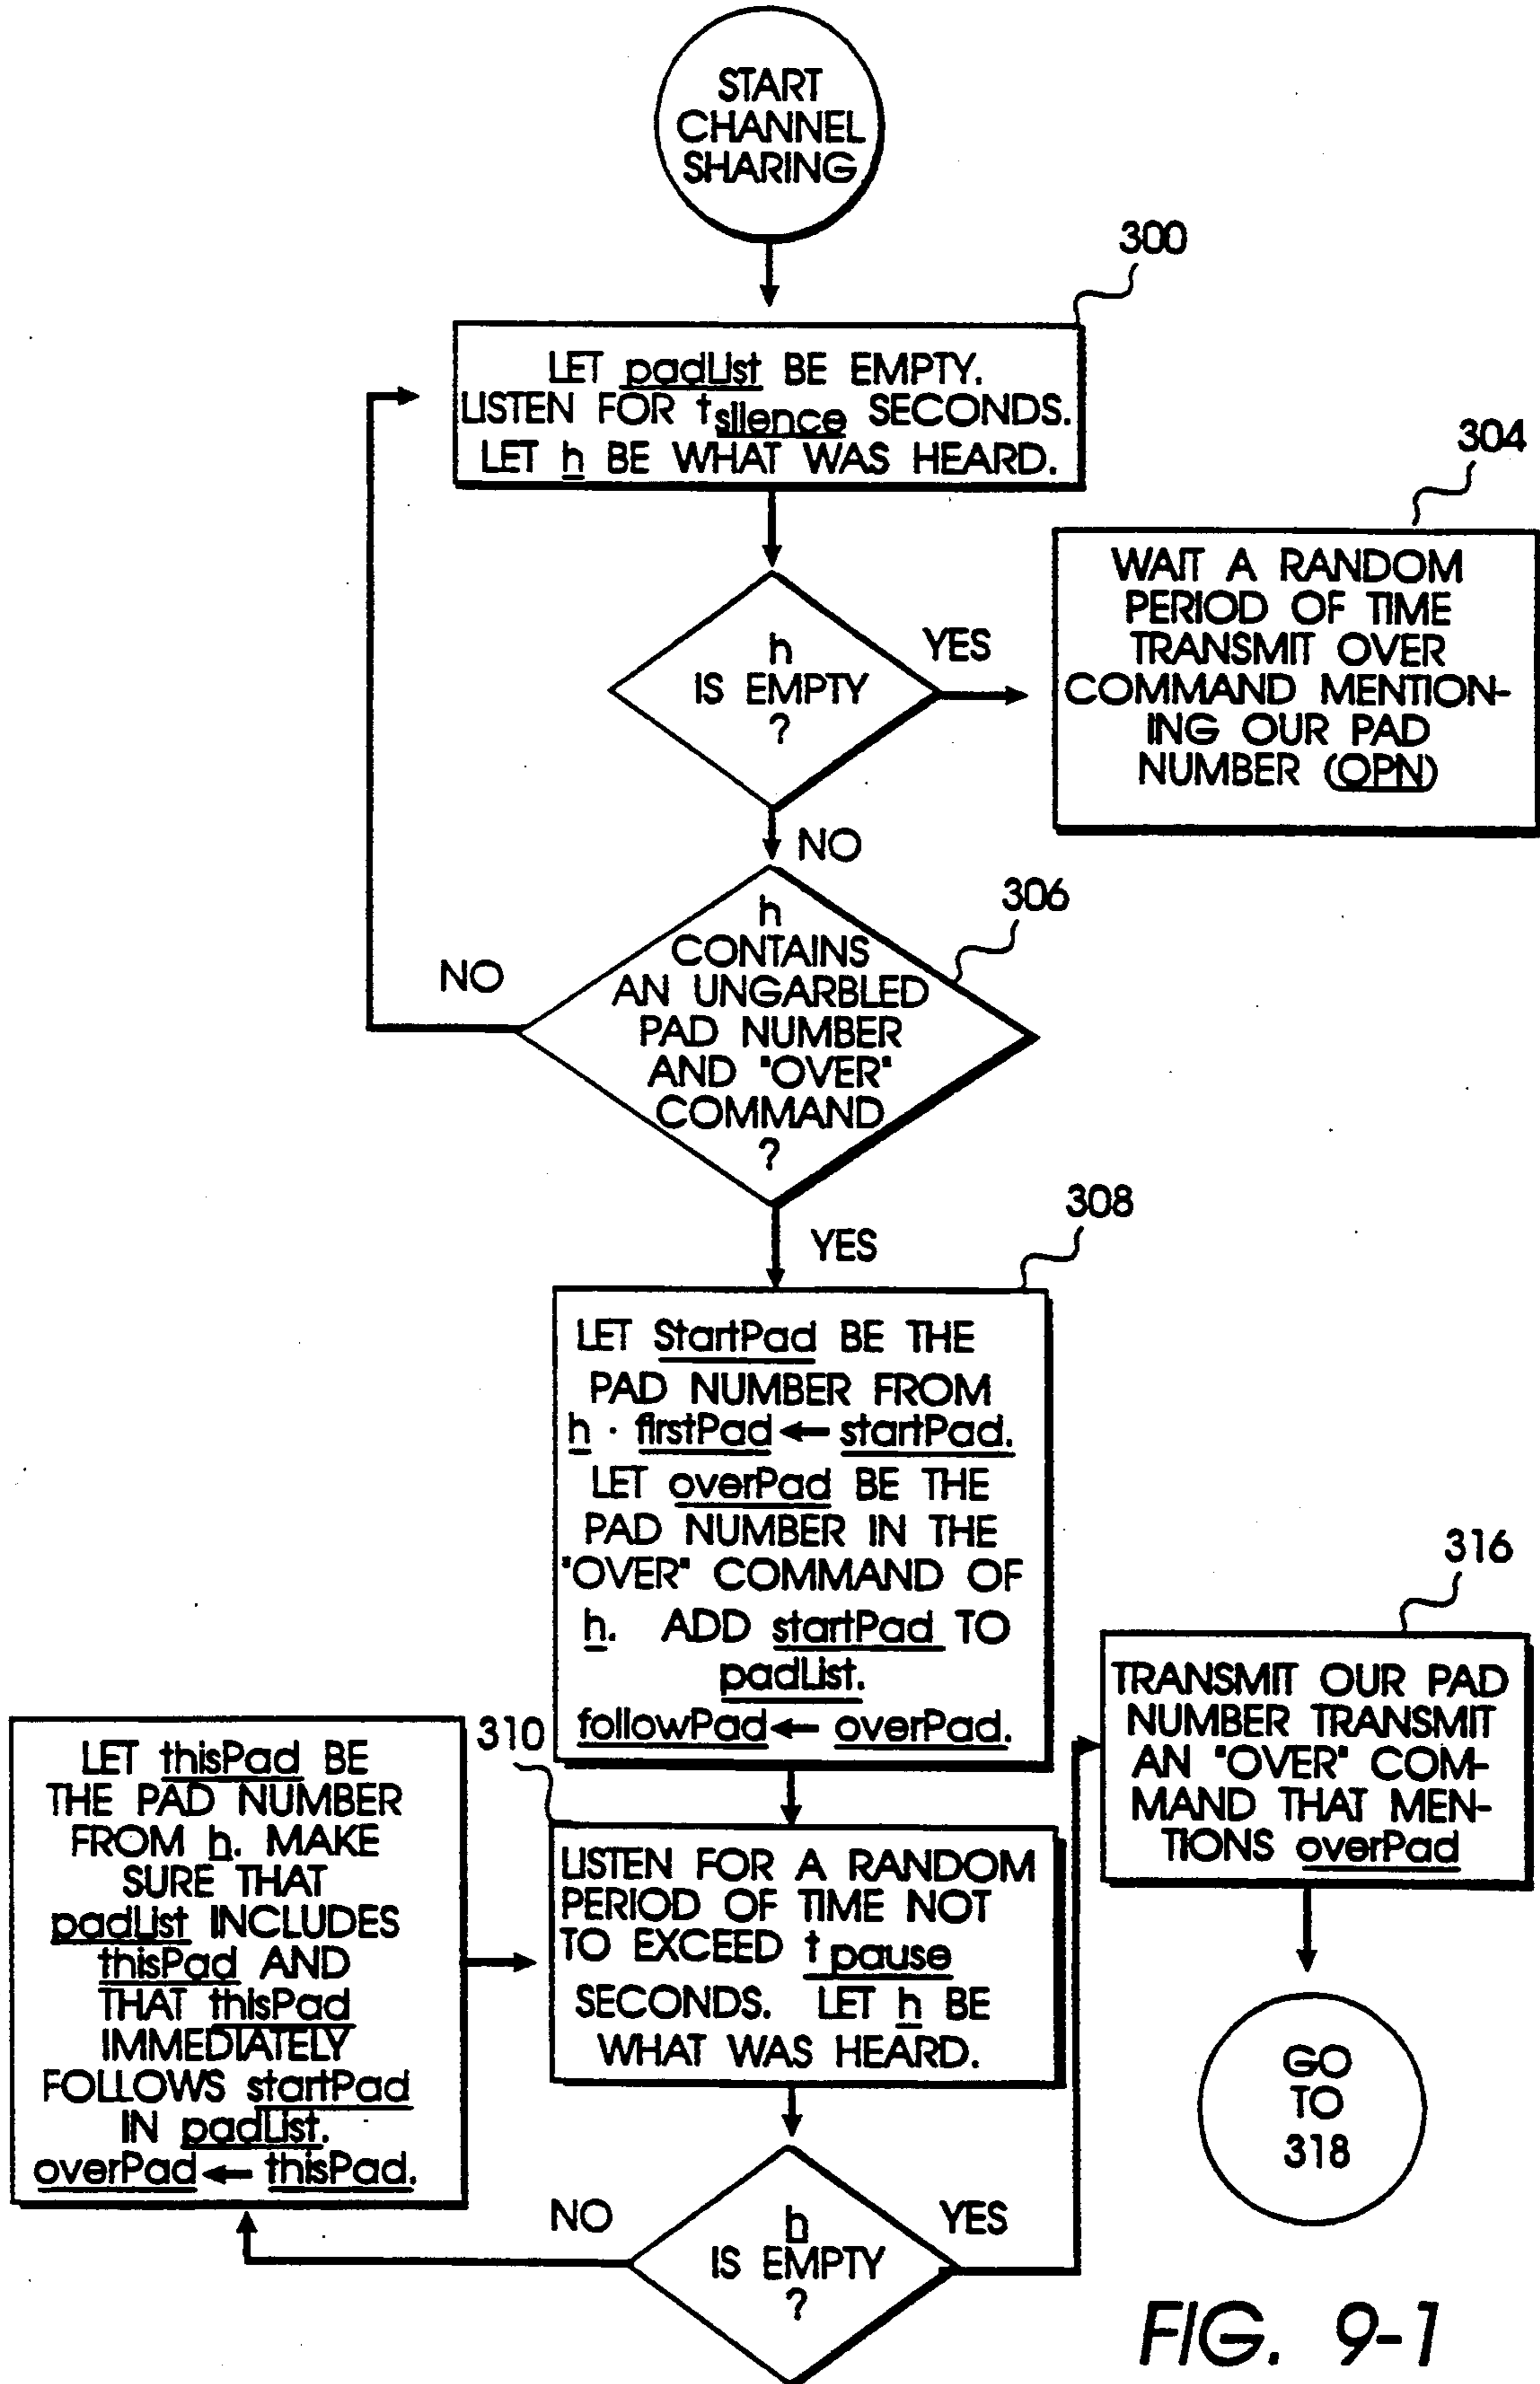 START
CHANNEL
SHARING
300
LET padList BE EMPTY.
LISTEN FOR tsilence SECONDS.
LET h BE WHAT WAS HEARD.
304
WAIT A RANDOM
PERIOD OF TIME
TRANSMIT OVER
COMMAND MENTION-
ING OUR PAD
NUMBER (OPN)
h
IS EMPTY
?
YES
NO
306
h
CONTAINS
AN UNGARBLED
PAD NUMBER
AND "OVER"
COMMAND
?
NO
YES
308
LET StartPad BE THE
PAD NUMBER FROM
h · firstPad ← startPad.
LET overPad BE THE
PAD NUMBER IN THE
"OVER" COMMAND OF
h. ADD startPad TO
padList.
followPad ← overPad.
316
TRANSMIT OUR PAD
NUMBER TRANSMIT
AN "OVER" COM-
MAND THAT MEN-
TIONS overPad
310
LET thisPad BE
THE PAD NUMBER
FROM h. MAKE
SURE THAT
padList INCLUDES
thisPad AND
THAT thisPad
IMMEDIATELY
FOLLOWS startPad
IN padList.
overPad ← thisPad.
LISTEN FOR A RANDOM
PERIOD OF TIME NOT
TO EXCEED tpause
SECONDS. LET h BE
WHAT WAS HEARD.
GO
TO
318
h
IS EMPTY
?
NO
YES
FIG. 9-1